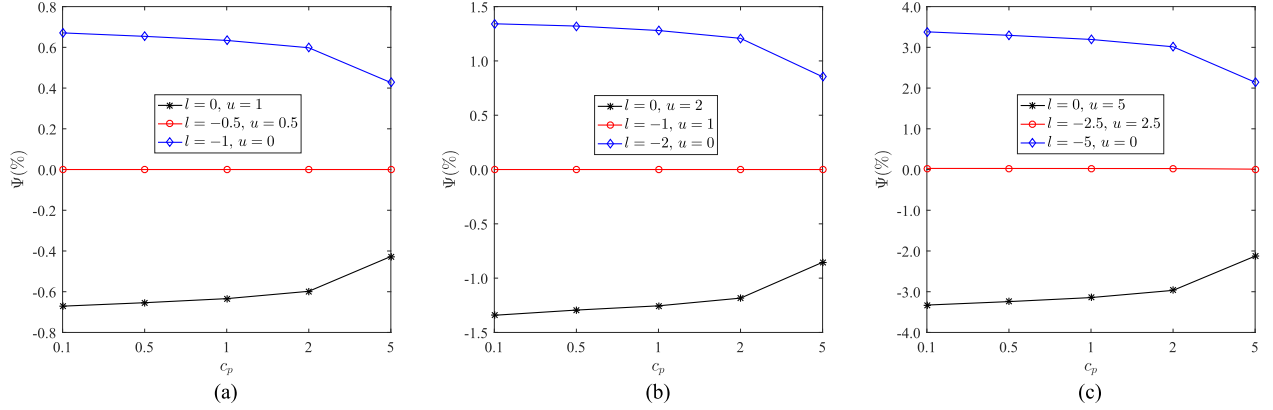 0.8
0.6
0.4
0.2
0.0
-0.2
-0.4
-0.6
-0.8
Ψ(%)
l = 0, u = 1
l = −0.5, u = 0.5
l = −1, u = 0
0.1 0.5 1 2 5
c_p
(a)
1.5
1.0
0.5
0.0
-0.5
-1.0
-1.5
Ψ(%)
l = 0, u = 2
l = −1, u = 1
l = −2, u = 0
0.1 0.5 1 2 5
c_p
(b)
4.0
3.0
2.0
1.0
0.0
-1.0
-2.0
-3.0
-4.0
Ψ(%)
l = 0, u = 5
l = −2.5, u = 2.5
l = −5, u = 0
0.1 0.5 1 2 5
c_p
(c)